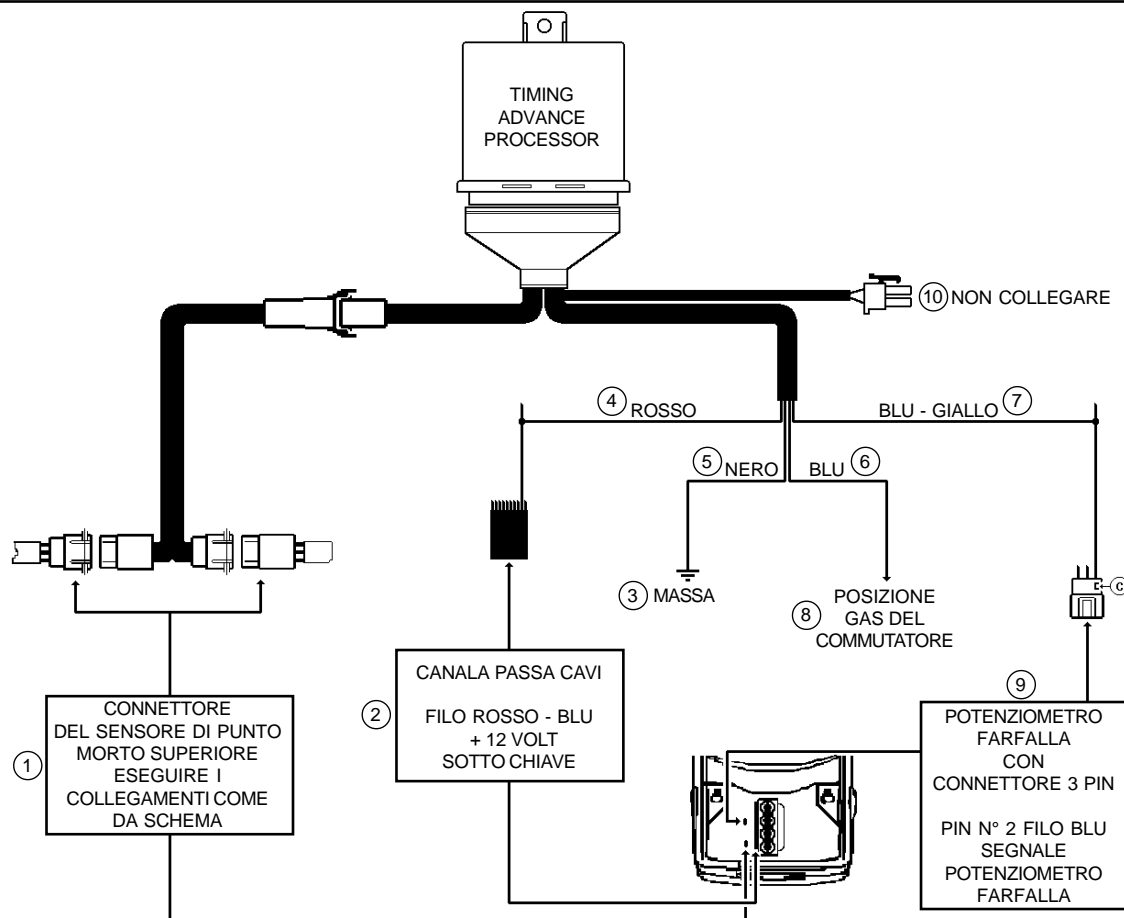 TIMING
ADVANCE
PROCESSOR
10 NON COLLEGARE
4 ROSSO
BLU - GIALLO 7
5 NERO
BLU 6
3 MASSA
8 POSIZIONE
GAS DEL
COMMUTATORE
C
1
CONNETTORE
DEL SENSORE DI PUNTO
MORTO SUPERIORE
ESEGUIRE I
COLLEGAMENTI COME
DA SCHEMA
2
CANALA PASSA CAVI
FILO ROSSO - BLU
+ 12 VOLT
SOTTO CHIAVE
9
POTENZIOMETRO
FARFALLA
CON
CONNETTORE 3 PIN
PIN N° 2 FILO BLU
SEGNALE
POTENZIOMETRO
FARFALLA